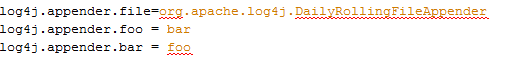 log4j.appender.file=org.apache.log4j.DailyRollingFileAppender
log4j.appender.foo = bar
log4j.appender.bar = foo